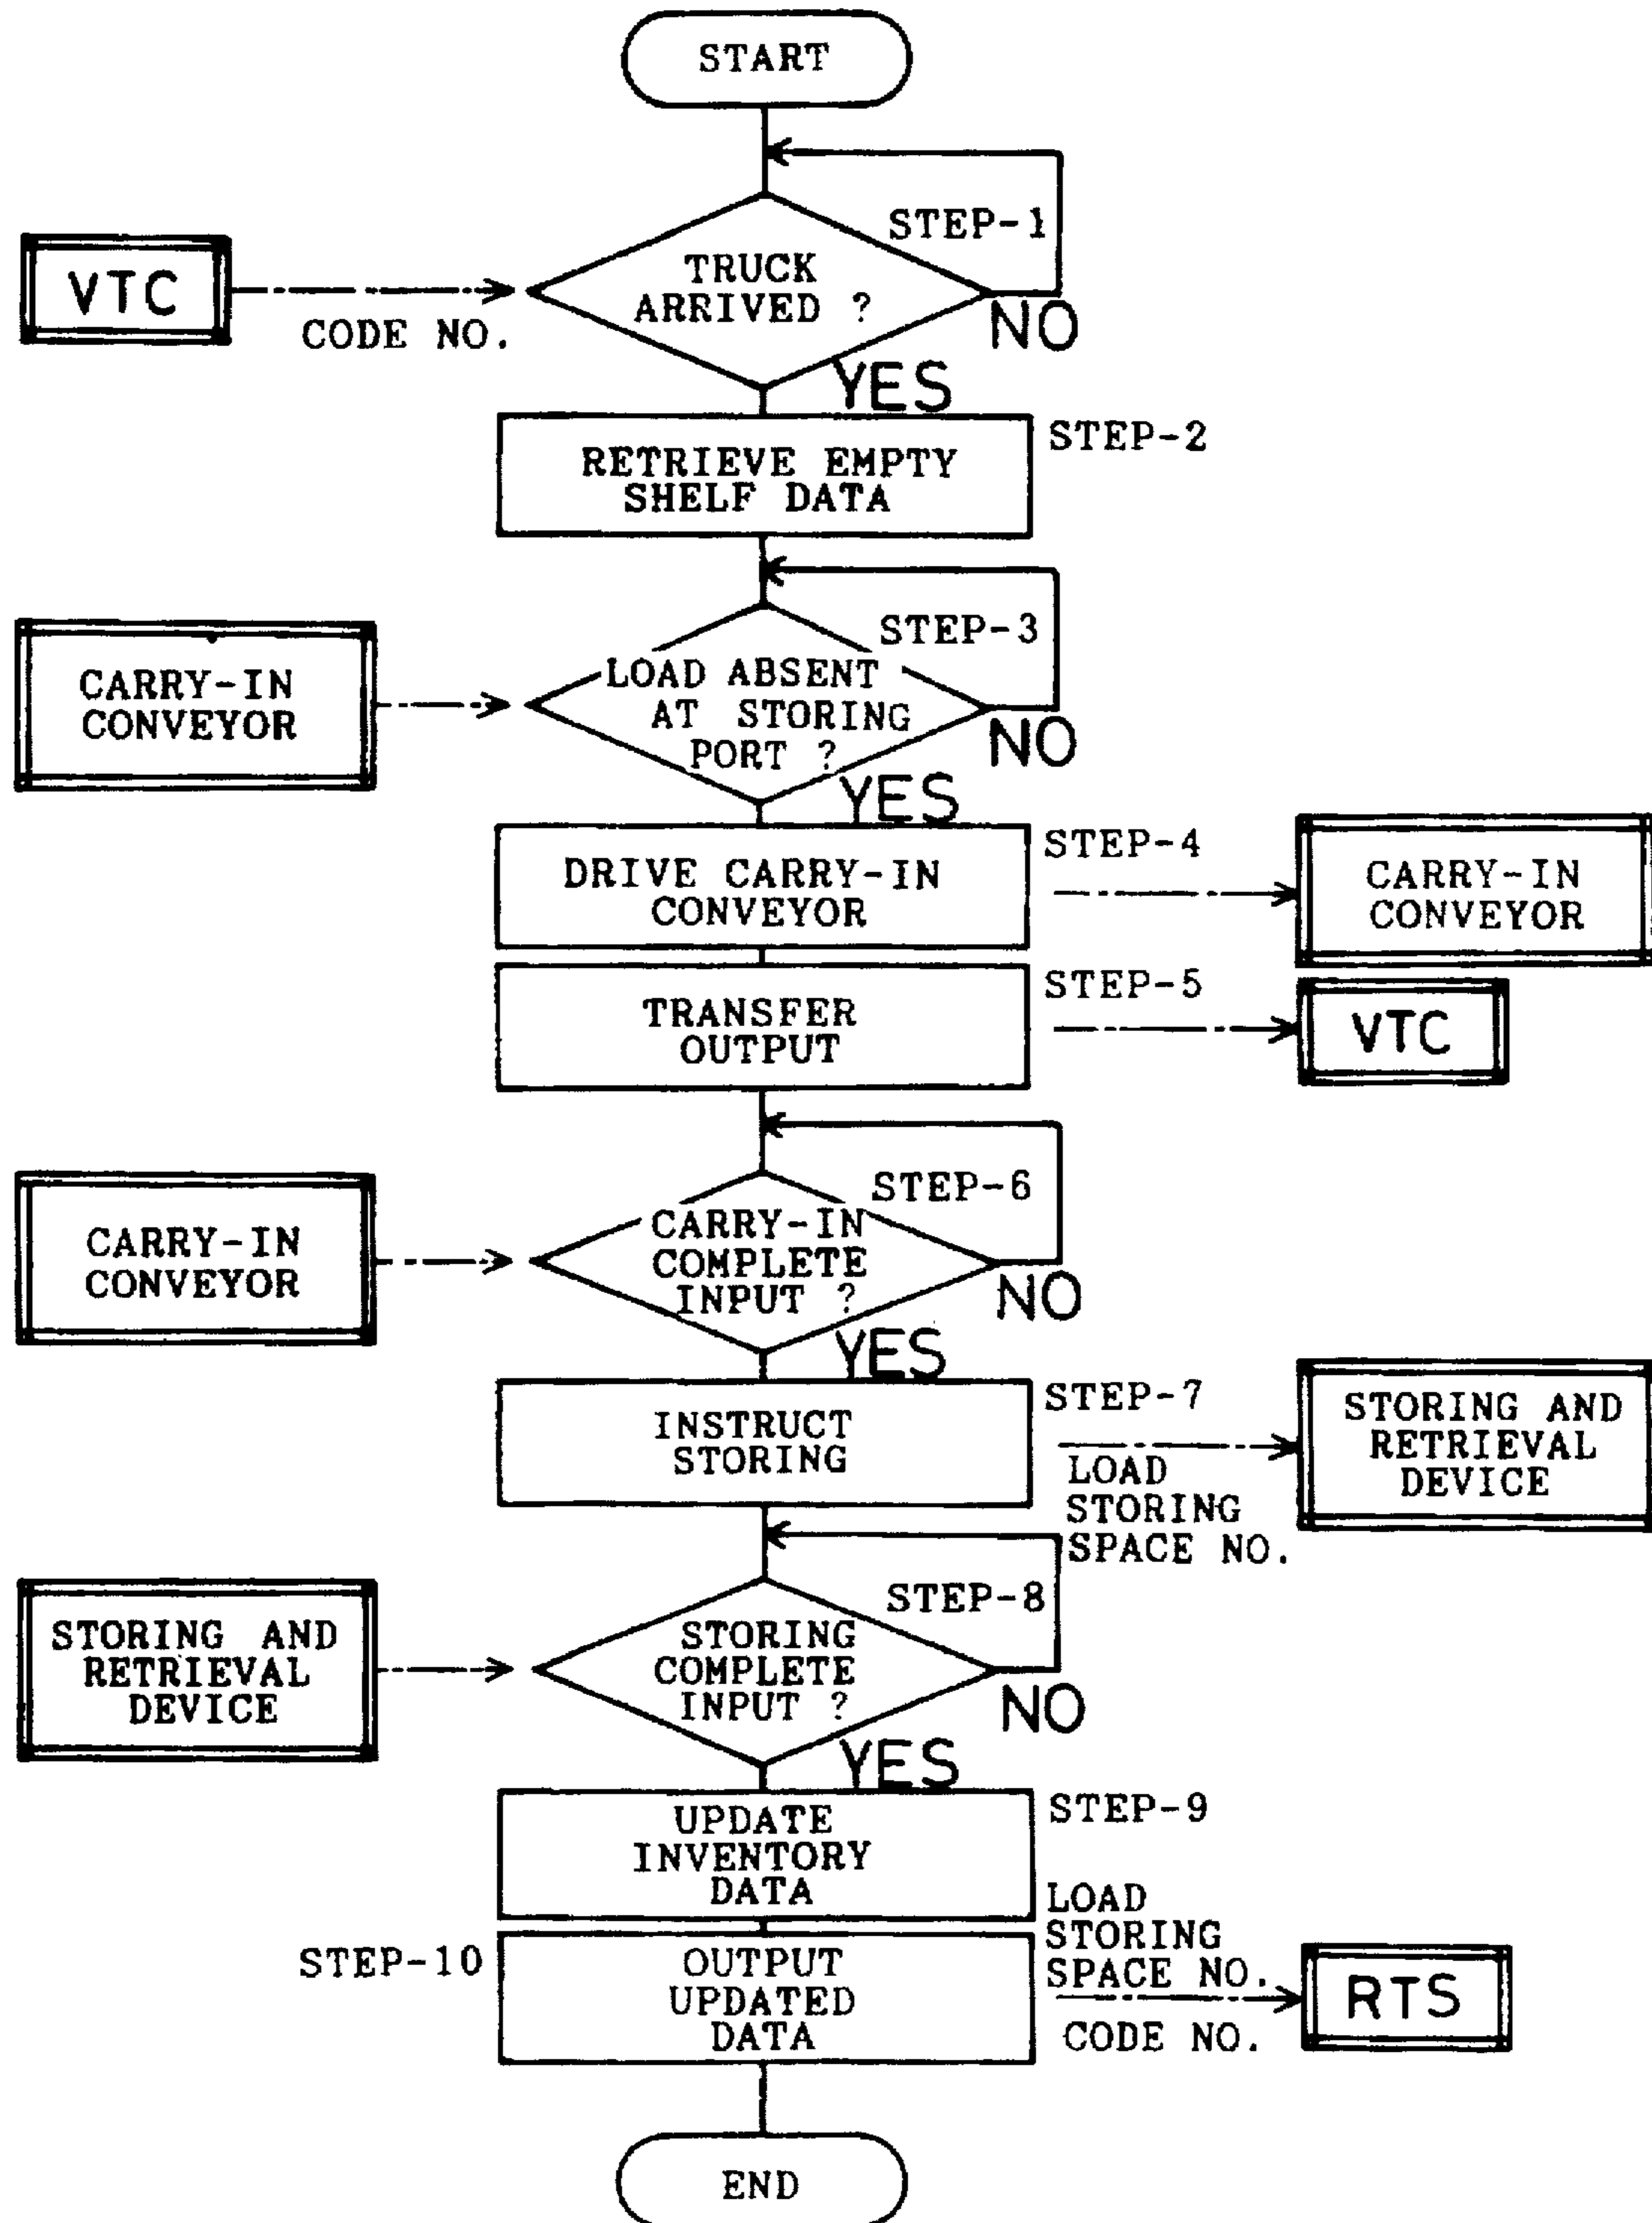 START
STEP-1
VTC
TRUCK
ARRIVED ?
CODE NO.
NO
YES
STEP-2
RETRIEVE EMPTY
SHELF DATA
STEP-3
CARRY-IN
CONVEYOR
LOAD ABSENT
AT STORING
PORT ?
NO
YES
STEP-4
DRIVE CARRY-IN
CONVEYOR
CARRY-IN
CONVEYOR
STEP-5
TRANSFER
OUTPUT
VTC
STEP-6
CARRY-IN
CONVEYOR
CARRY-IN
COMPLETE
INPUT ?
NO
YES
STEP-7
INSTRUCT
STORING
LOAD
STORING
SPACE NO.
STORING AND
RETRIEVAL
DEVICE
STEP-8
STORING AND
RETRIEVAL
DEVICE
STORING
COMPLETE
INPUT ?
NO
YES
STEP-9
UPDATE
INVENTORY
DATA
STEP-10
OUTPUT
UPDATED
DATA
LOAD
STORING
SPACE NO.
CODE NO.
RTS
END